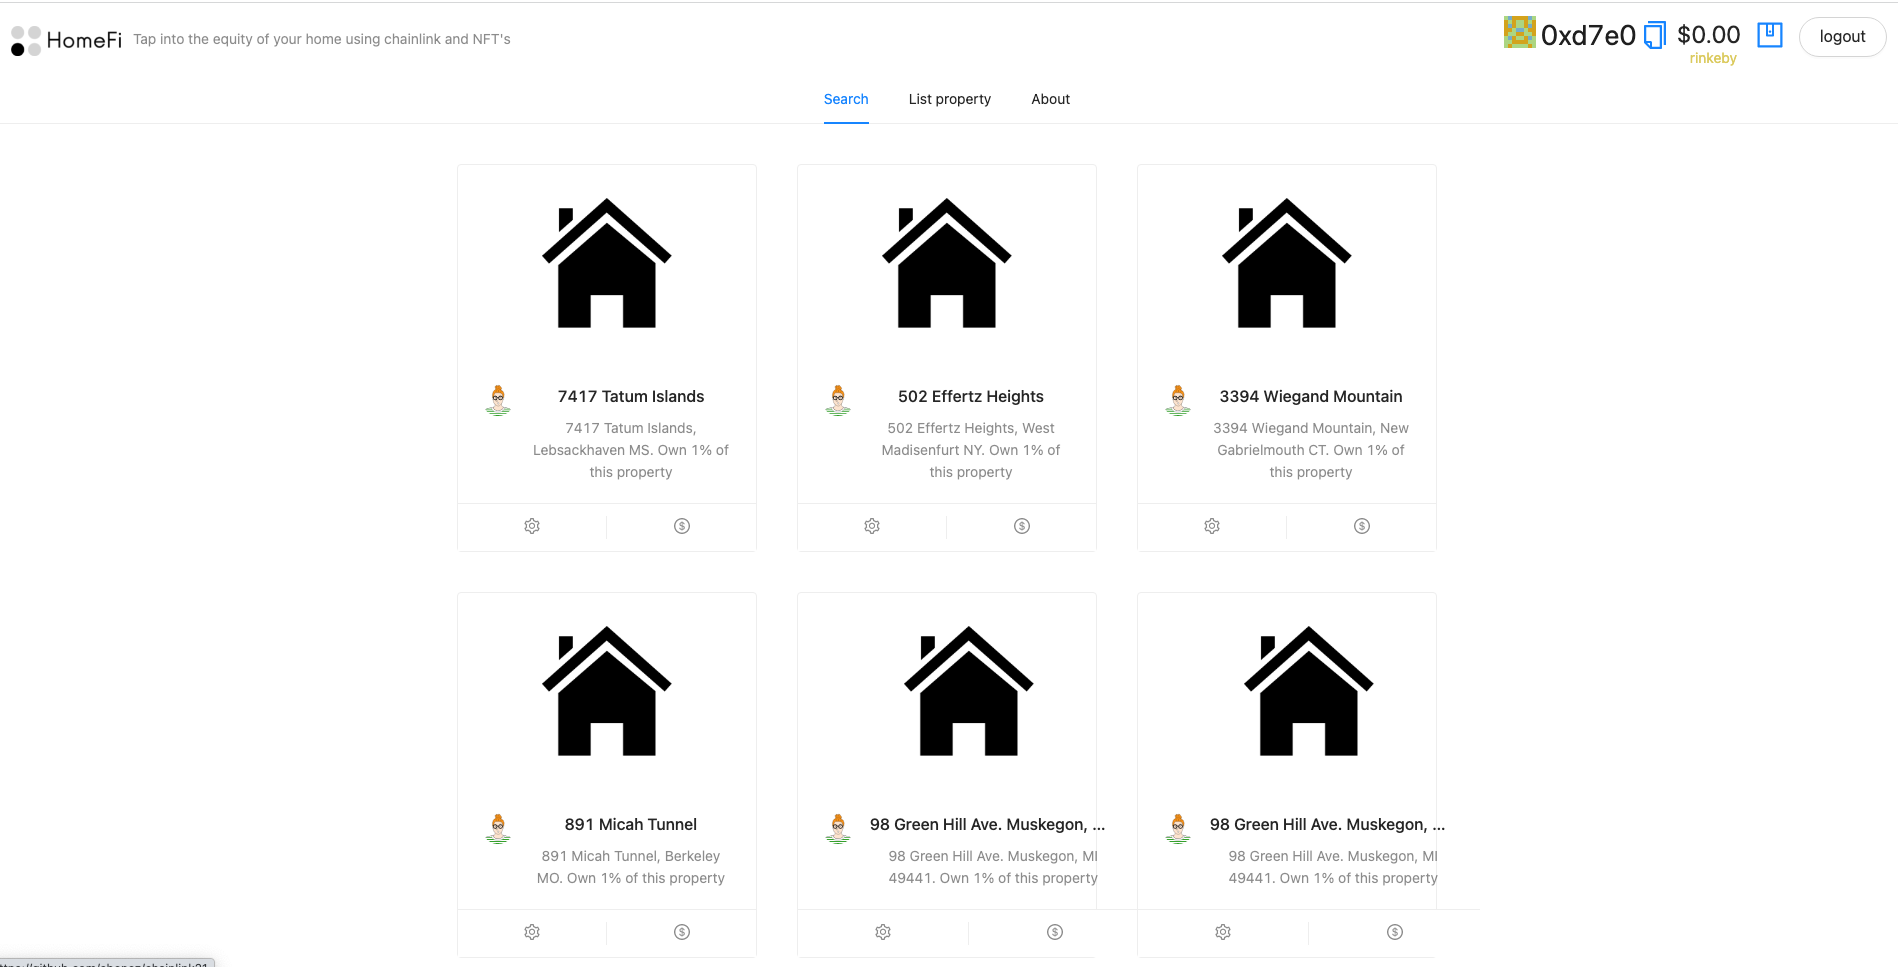 HomeFi Tap into the equity of your home using chainlink and NFT's
0xd7e0 $0.00 logout
rinkeby
Search List property About
7417 Tatum Islands
7417 Tatum Islands,
Lebsackhaven MS. Own 1% of
this property
502 Effertz Heights
502 Effertz Heights, West
Madisenfurt NY. Own 1% of
this property
3394 Wiegand Mountain
3394 Wiegand Mountain, New
Gabrielmouth CT. Own 1% of
this property
891 Micah Tunnel
891 Micah Tunnel, Berkeley
MO. Own 1% of this property
98 Green Hill Ave. Muskegon, ...
98 Green Hill Ave. Muskegon, MI
49441. Own 1% of this property
98 Green Hill Ave. Muskegon, ...
98 Green Hill Ave. Muskegon, MI
49441. Own 1% of this property